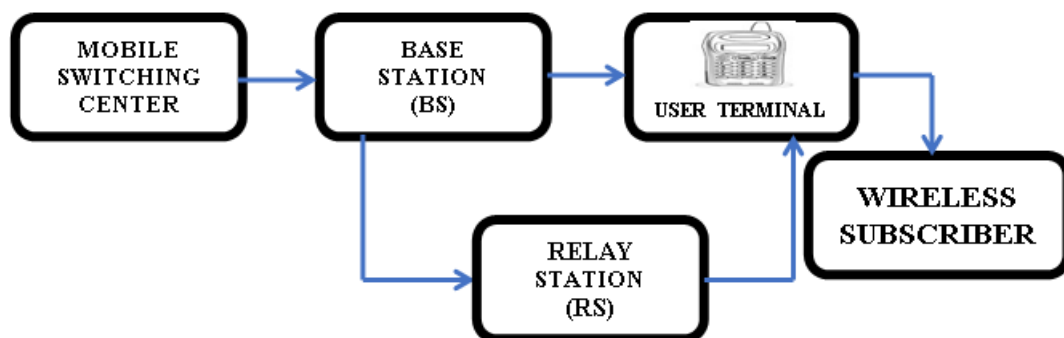 MOBILE
SWITCHING
CENTER
BASE
STATION
(BS)
USER TERMINAL
RELAY
STATION
(RS)
WIRELESS
SUBSCRIBER